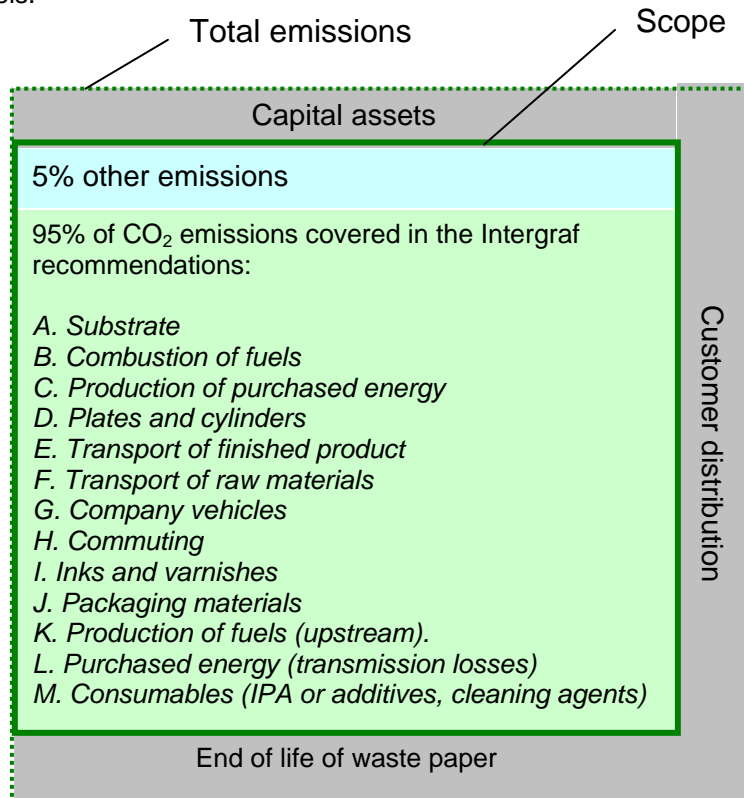 Total emissions
Scope
Capital assets
5% other emissions
95% of CO₂ emissions covered in the Intergraf
recommendations:
A. Substrate
B. Combustion of fuels
C. Production of purchased energy
D. Plates and cylinders
E. Transport of finished product
F. Transport of raw materials
G. Company vehicles
H. Commuting
I. Inks and varnishes
J. Packaging materials
K. Production of fuels (upstream).
L. Purchased energy (transmission losses)
M. Consumables (IPA or additives, cleaning agents)
Customer distribution
End of life of waste paper